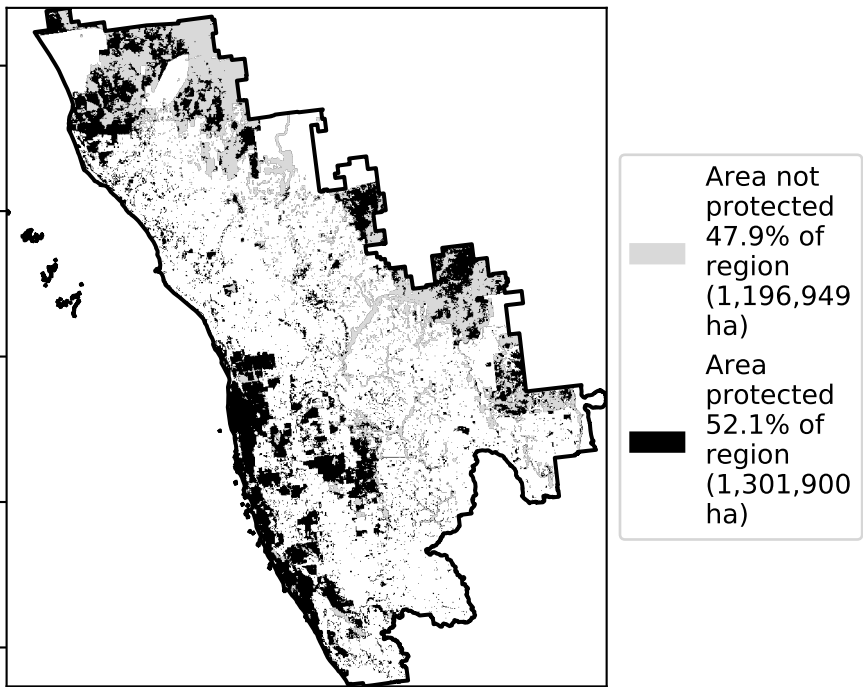 Area not
protected
47.9% of
region
(1,196,949
ha)
Area
protected
52.1% of
region
(1,301,900
ha)